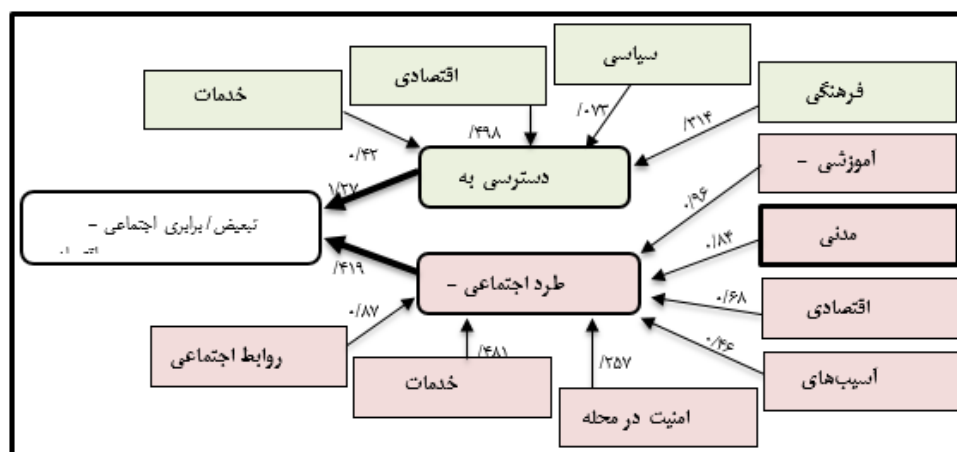 سیاسی
اقتصادی
خدمات
فرهنگی
۰/۴۲
/۴۹۸
/۰۷۳
/۳۱۴
دسترسی به
آموزشی -
۱/۲۷
۰/۹۶
تبعیض/ برابری اجتماعی -
مدنی
۰/۸۴
/۴۱۹
طرد اجتماعی -
اقتصادی
۰/۶۸
۰/۸۷
روابط اجتماعی
/۴۸۱
/۲۵۷
۰/۴۶
آسیب‌های
خدمات
امنیت در محله